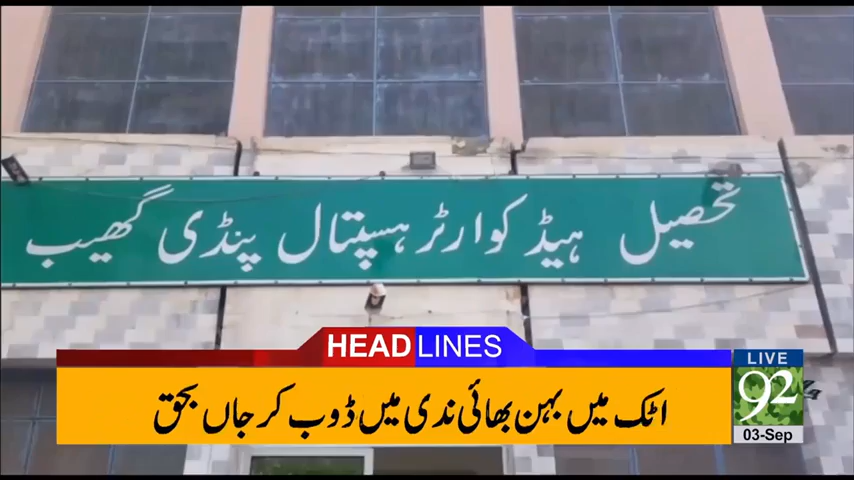 تحصیل ہیڈ کوارٹر ہسپتال پنڈی گھیب
HEADLINES
اٹک میں بہن بھائی ندی میں ڈوب کر جاں بحق
LIVE
92
03-Sep